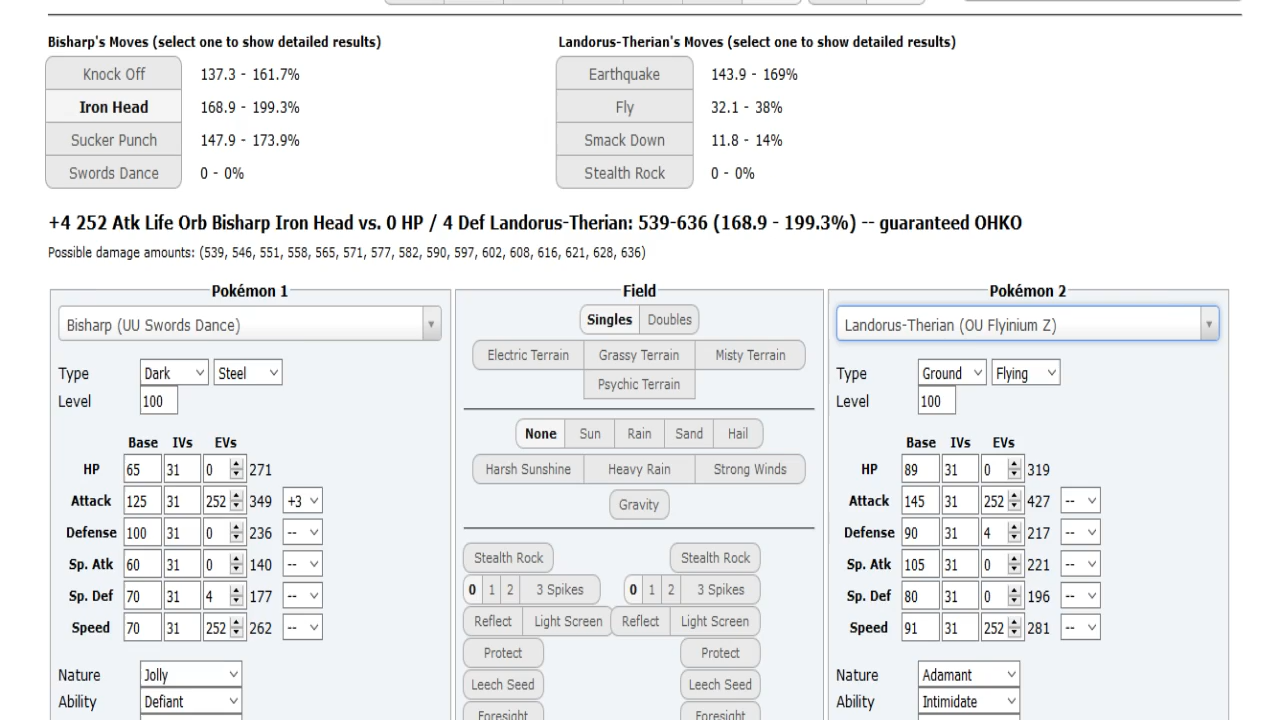 Bisharp's Moves (select one to show detailed results)
Knock Off 137.3 - 161.7%
Iron Head 168.9 - 199.3%
Sucker Punch 147.9 - 173.9%
Swords Dance 0 - 0%
Landorus-Therian's Moves (select one to show detailed results)
Earthquake 143.9 - 169%
Fly 32.1 - 38%
Smack Down 11.8 - 14%
Stealth Rock 0 - 0%
+4 252 Atk Life Orb Bisharp Iron Head vs. 0 HP / 4 Def Landorus-Therian: 539-636 (168.9 - 199.3%) -- guaranteed OHKO
Possible damage amounts: (539, 546, 551, 558, 565, 571, 577, 582, 590, 597, 602, 608, 616, 621, 628, 636)
Pokémon 1
Bisharp (UU Swords Dance)
Type Dark Steel
Level 100
Base IVs EVs
HP 65 31 0 271
Attack 125 31 252 349 +3
Defense 100 31 0 236 --
Sp. Atk 60 31 0 140 --
Sp. Def 70 31 4 177 --
Speed 70 31 252 262 --
Nature Jolly
Ability Defiant
Field
Singles Doubles
Electric Terrain Grassy Terrain Misty Terrain
Psychic Terrain
None Sun Rain Sand Hail
Harsh Sunshine Heavy Rain Strong Winds
Gravity
Stealth Rock Stealth Rock
0 1 2 3 Spikes 0 1 2 3 Spikes
Reflect Light Screen Reflect Light Screen
Protect Protect
Leech Seed Leech Seed
Foresight Foresight
Pokémon 2
Landorus-Therian (OU Flyinium Z)
Type Ground Flying
Level 100
Base IVs EVs
HP 89 31 0 319
Attack 145 31 252 427 --
Defense 90 31 4 217 --
Sp. Atk 105 31 0 221 --
Sp. Def 80 31 0 196 --
Speed 91 31 252 281 --
Nature Adamant
Ability Intimidate